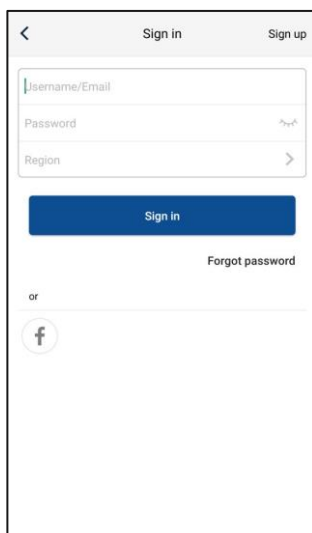 Sign in Sign up
Username/Email
Password
Region
Sign in
Forgot password
or
f